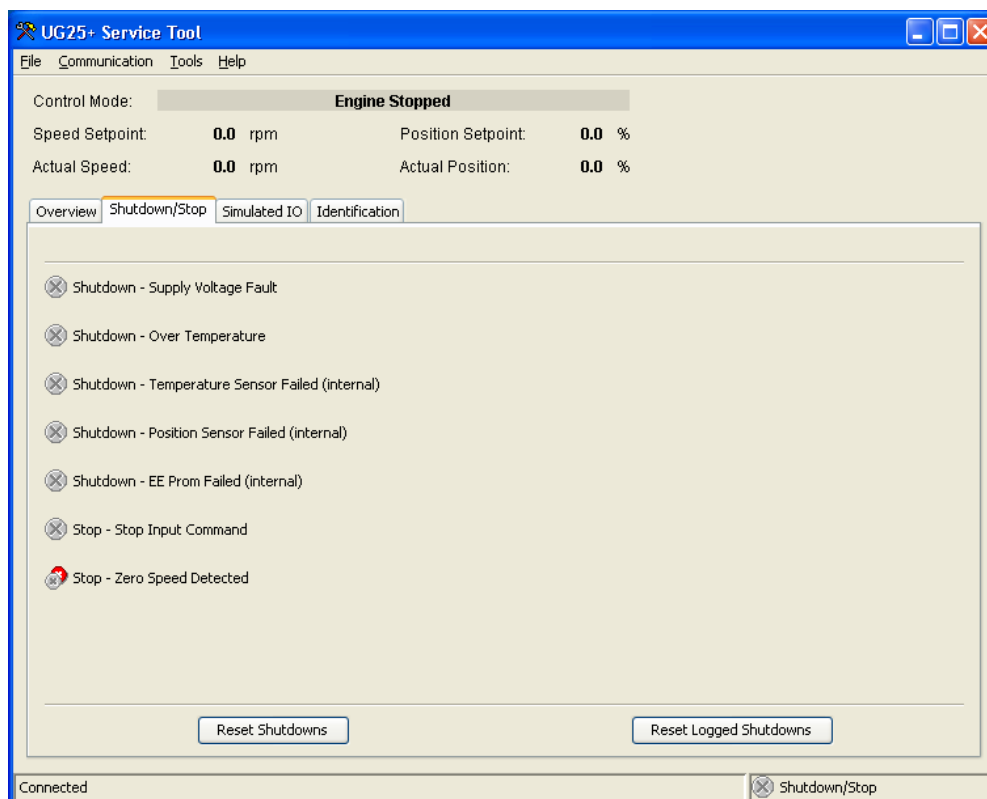 UG25+ Service Tool
File Communication Tools Help
Control Mode: Engine Stopped
Speed Setpoint: 0.0 rpm Position Setpoint: 0.0 %
Actual Speed: 0.0 rpm Actual Position: 0.0 %
Overview Shutdown/Stop Simulated IO Identification
Shutdown - Supply Voltage Fault
Shutdown - Over Temperature
Shutdown - Temperature Sensor Failed (internal)
Shutdown - Position Sensor Failed (internal)
Shutdown - EE Prom Failed (internal)
Stop - Stop Input Command
Stop - Zero Speed Detected
Reset Shutdowns Reset Logged Shutdowns
Connected Shutdown/Stop